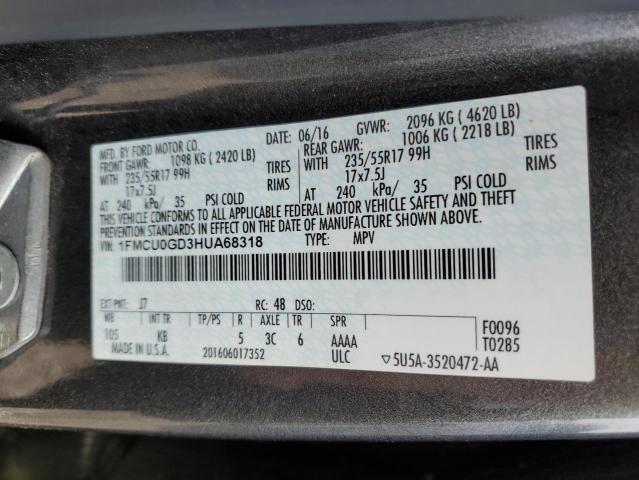 MFD. BY FORD MOTOR CO. DATE: 06/16 GVWR: 2096 KG ( 4620 LB)
FRONT GAWR: 1098 KG ( 2420 LB) REAR GAWR: 1006 KG ( 2218 LB)
WITH 235/55R17 99H TIRES WITH 235/55R17 99H TIRES
17x7.5J RIMS 17x7.5J RIMS
AT 240 kPa/ 35 PSI COLD AT 240 kPa/ 35 PSI COLD
THIS VEHICLE CONFORMS TO ALL APPLICABLE FEDERAL MOTOR VEHICLE SAFETY AND THEFT
PREVENTION STANDARDS IN EFFECT ON THE DATE OF MANUFACTURE SHOWN ABOVE.
VIN: 1FMCU0GD3HUA68318 TYPE: MPV
EXT PNT: J7 RC: 48 DSO:
WB INT TR TP/PS R AXLE TR SPR F0096
105 KB 5 3C 6 AAAA T0285
MADE IN U.S.A. 201606017352 ULC ▽5U5A-3520472-AA